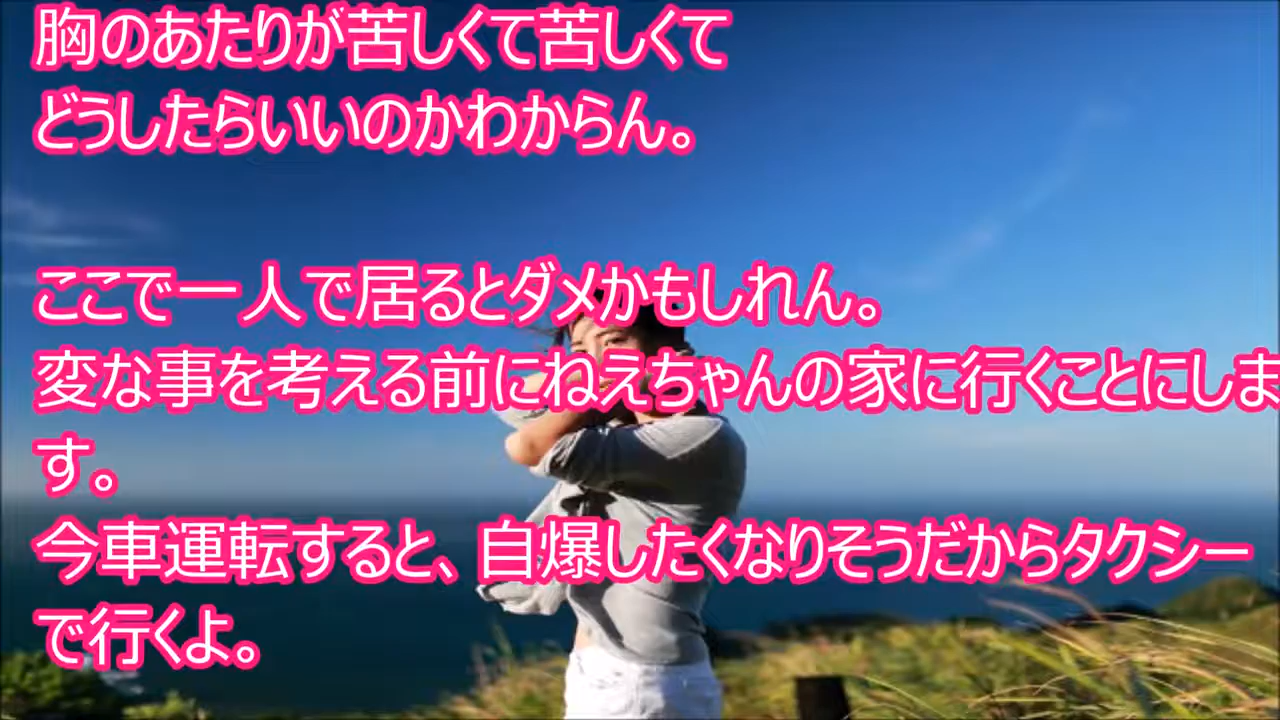 胸のあたりが苦しくて苦しくて
どうしたらいいのかわからん。
ここで一人で居るとダメかもしれん。
変な事を考える前にねえちゃんの家に行くことにしま
す。
今車運転すると、自爆したくなりそうだからタクシー
で行くよ。